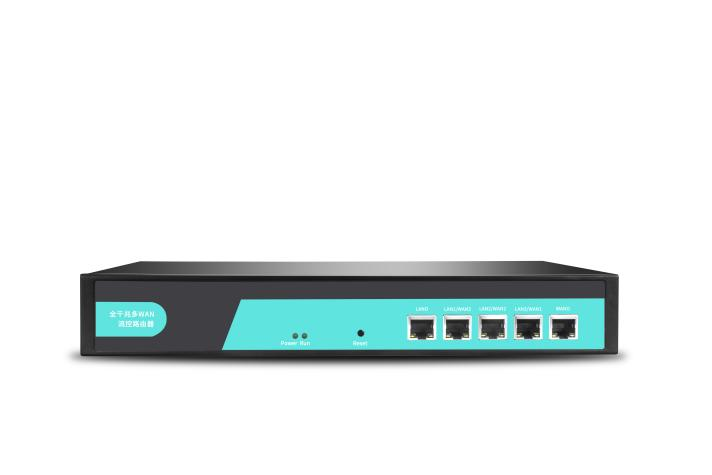 全千兆多WAN
流控路由器
Power Run
Reset
LAN0 LAN1/WAN3 LAN2/WAN2 LAN3/WAN1 WAN0